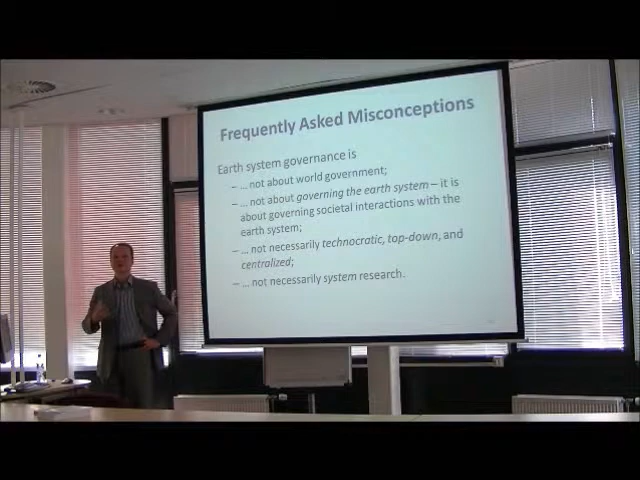 Frequently Asked Misconceptions
Earth system governance is
– ... not about world government;
– ... not about governing the earth system – it is
about governing societal interactions with the
earth system;
– ... not necessarily technocratic, top-down, and
centralized;
– ... not necessarily system research.